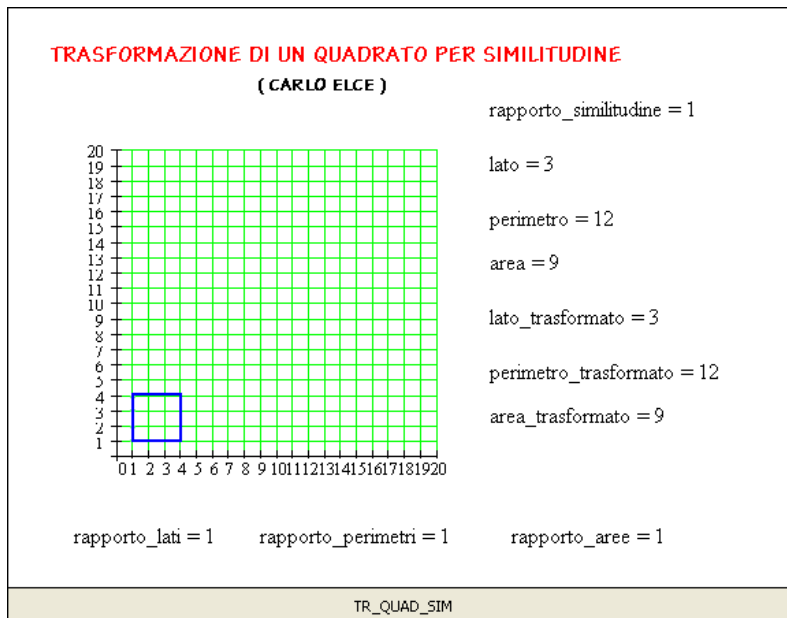 TRASFORMAZIONE DI UN QUADRATO PER SIMILITUDINE
( CARLO ELCE )
rapporto_similitudine = 1
lato = 3
perimetro = 12
area = 9
lato_trasformato = 3
perimetro_trasformato = 12
area_trasformato = 9
20
19
18
17
16
15
14
13
12
11
10
9
8
7
6
5
4
3
2
1
0 1 2 3 4 5 6 7 8 9 10 11 12 13 14 15 16 17 18 19 20
rapporto_lati = 1 rapporto_perimetri = 1 rapporto_aree = 1
TR_QUAD_SIM